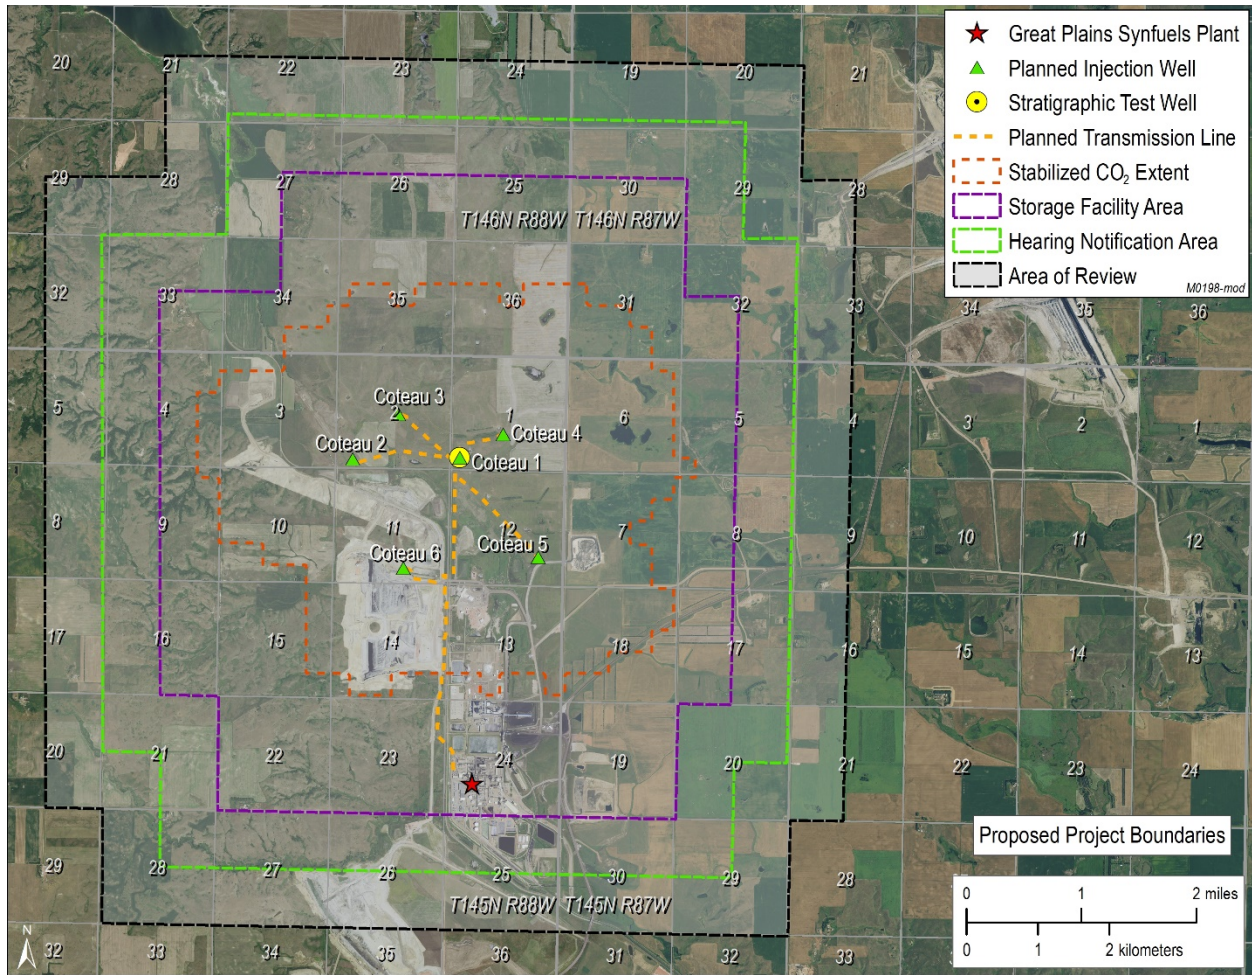 Great Plains Synfuels Plant
Planned Injection Well
Stratigraphic Test Well
Planned Transmission Line
Stabilized CO₂ Extent
Storage Facility Area
Hearing Notification Area
Area of Review
M0198-mod
20 21 22 23 24 19 20 21
29 28 27 26 25 30 29 28
T146N R88W T146N R87W
32 33 34 35 36 31 32 33 34 35 36
5 4 3 2 1 6 5 3 2 1
Coteau 3
Coteau 4
Coteau 2
Coteau 1
8 9 10 11 12 7 8 9 10 11 12
Coteau 5
Coteau 6
17 16 15 14 13 18 17 16 15 14 13
20 21 23 24 19 20 21 22 23 24
Proposed Project Boundaries
29 28 27 26 25 30 29 28
T145N R88W T145N R87W
32 33 35 36 31 33
0 1 2 miles
0 1 2 kilometers
N